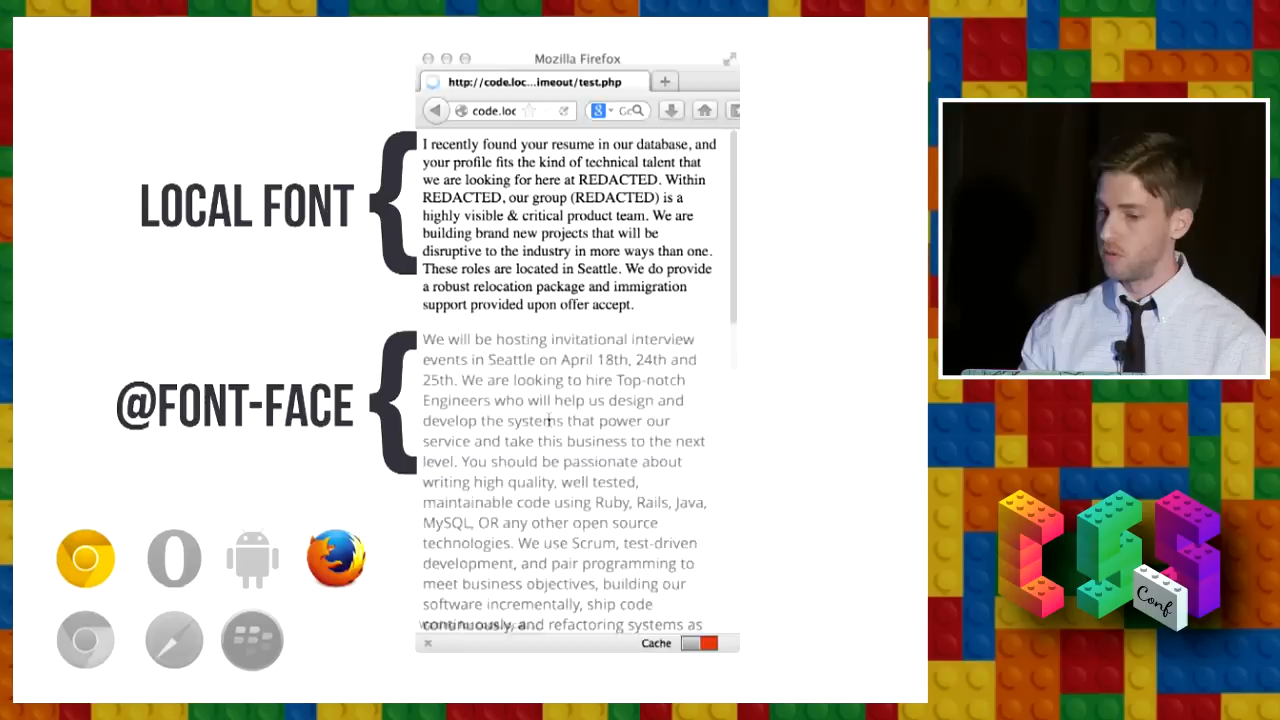 Mozilla Firefox
http://code.loc...imeout/test.php
code.loc
LOCAL FONT
I recently found your resume in our database, and
your profile fits the kind of technical talent that
we are looking for here at REDACTED. Within
REDACTED, our group (REDACTED) is a
highly visible & critical product team. We are
building brand new projects that will be
disruptive to the industry in more ways than one.
These roles are located in Seattle. We do provide
a robust relocation package and immigration
support provided upon offer accept.
@FONT-FACE
We will be hosting invitational interview
events in Seattle on April 18th, 24th and
25th. We are looking to hire Top-notch
Engineers who will help us design and
develop the systems that power our
service and take this business to the next
level. You should be passionate about
writing high quality, well tested,
maintainable code using Ruby, Rails, Java,
MySQL, OR any other open source
technologies. We use Scrum, test-driven
development, and pair programming to
meet business objectives, building our
software incrementally, ship code
continuously, and refactoring systems as
Cache
CSS
Conf